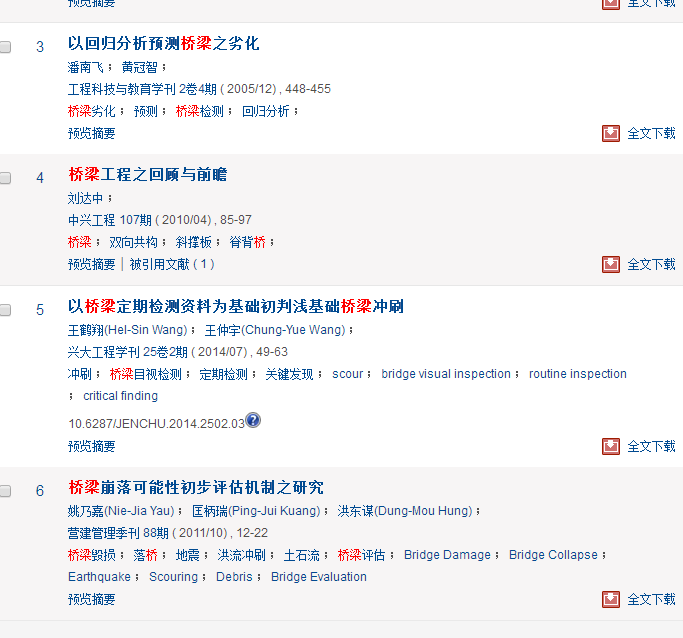 预览摘要
全文下载
3 以回归分析预测桥梁之劣化
潘南飞； 黄冠智；
工程科技与教育学刊 2卷4期 ( 2005/12) , 448-455
桥梁劣化； 预测； 桥梁检测； 回归分析；
预览摘要
全文下载
4 桥梁工程之回顾与前瞻
刘达中；
中兴工程 107期 ( 2010/04) , 85-97
桥梁； 双向共构； 斜撑板； 脊背桥；
预览摘要 | 被引用文献 ( 1 )
全文下载
5 以桥梁定期检测资料为基础初判浅基础桥梁冲刷
王鹤翔(Hel-Sin Wang)； 王仲宇(Chung-Yue Wang)；
兴大工程学刊 25卷2期 ( 2014/07) , 49-63
冲刷； 桥梁目视检测； 定期检测； 关键发现； scour； bridge visual inspection； routine inspection
； critical finding
10.6287/JENCHU.2014.2502.03 ?
预览摘要
全文下载
6 桥梁崩落可能性初步评估机制之研究
姚乃嘉(Nie-Jia Yau)； 匡柄瑞(Ping-Jui Kuang)； 洪东谋(Dung-Mou Hung)；
营建管理季刊 88期 ( 2011/10) , 12-22
桥梁毁损； 落桥； 地震； 洪流冲刷； 土石流； 桥梁评估； Bridge Damage； Bridge Collapse；
Earthquake； Scouring； Debris； Bridge Evaluation
预览摘要
全文下载